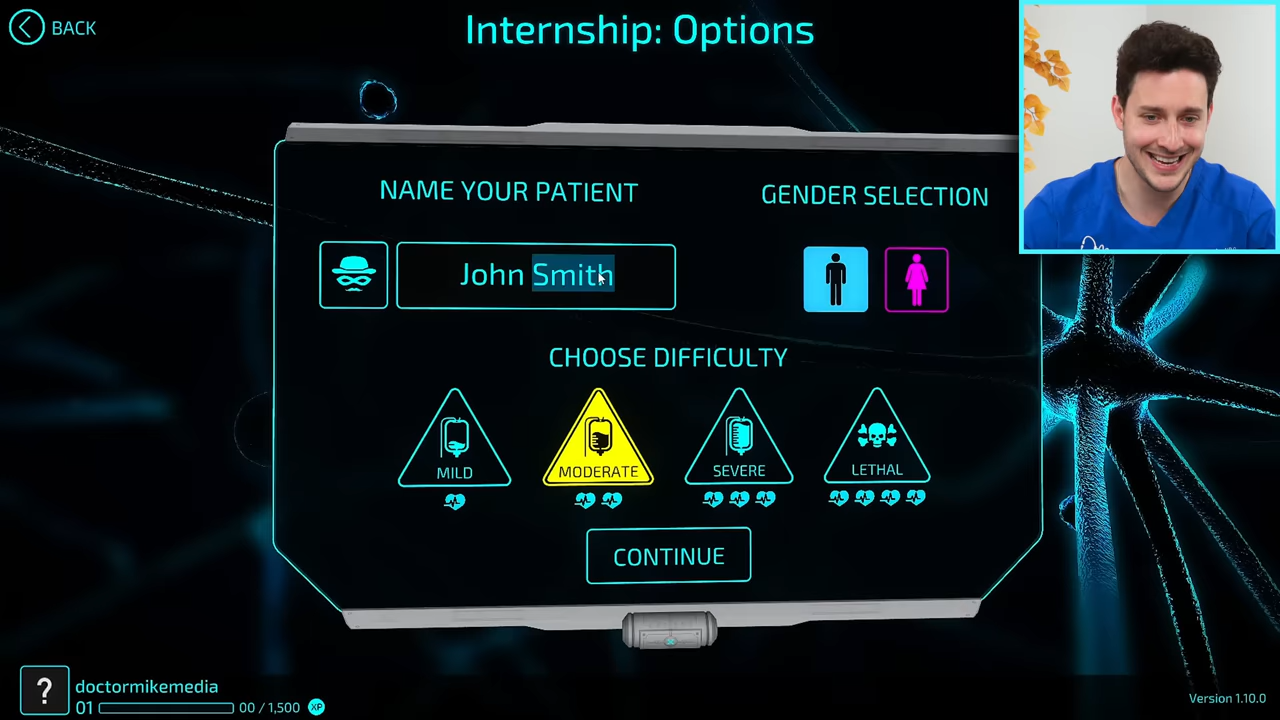 BACK
Internship: Options
NAME YOUR PATIENT
GENDER SELECTION
John Smith
CHOOSE DIFFICULTY
MILD
MODERATE
SEVERE
LETHAL
CONTINUE
?
doctormikemedia
01
00 / 1,500
XP
Version 1.10.0